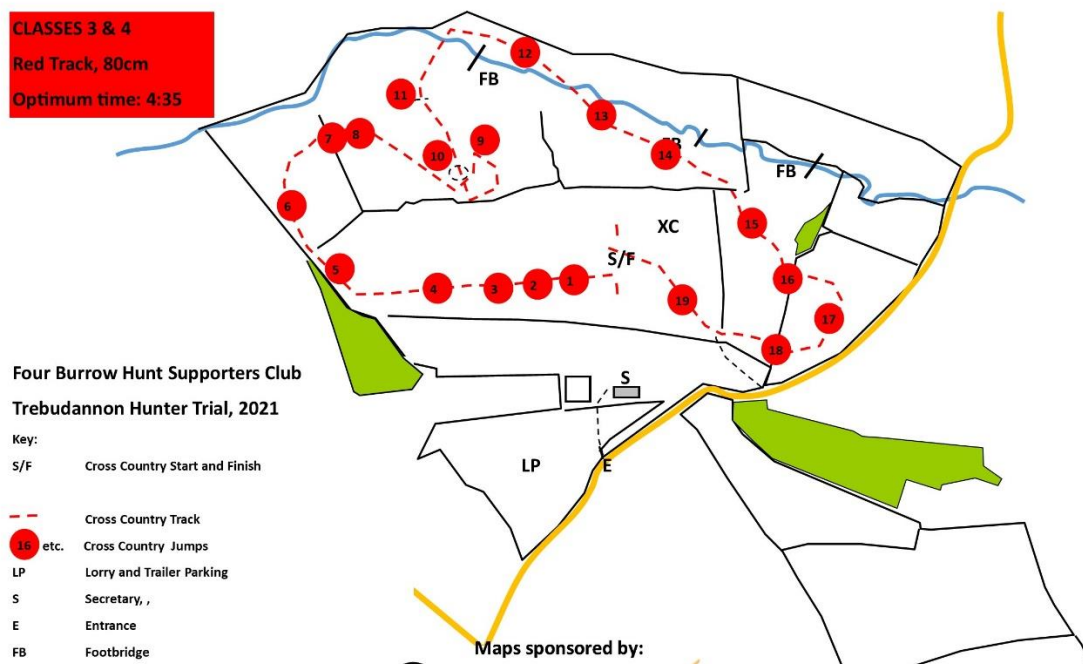 CLASSES 3 & 4
Red Track, 80cm
Optimum time: 4:35
12
FB
11
13
7
8
9
10
FB
14
FB
6
15
XC
S/F
5
16
4
3
2
1
19
17
18
Four Burrow Hunt Supporters Club
Trebudannon Hunter Trial, 2021
S
Key:
S/F Cross Country Start and Finish
LP
E
Cross Country Track
16 etc. Cross Country Jumps
LP Lorry and Trailer Parking
S Secretary, ,
E Entrance
FB Footbridge
Maps sponsored by: